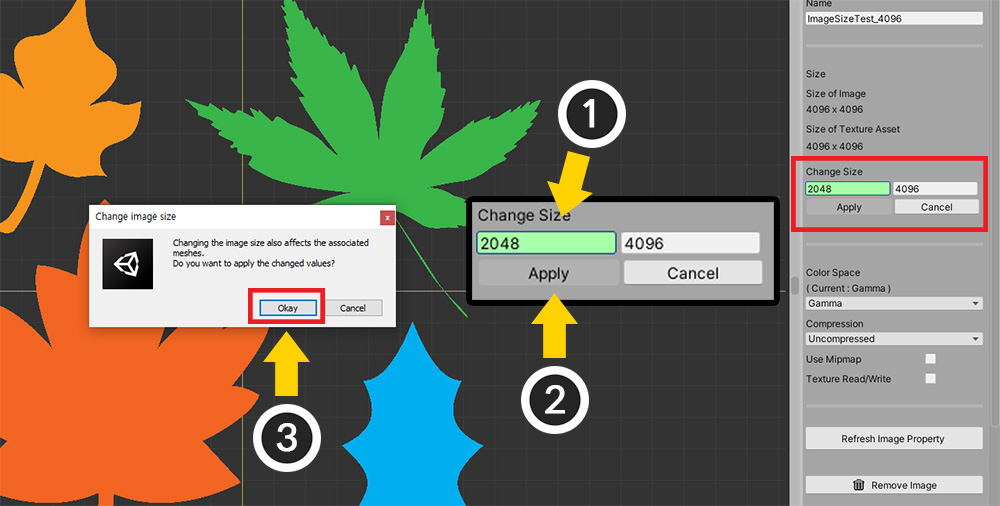 Name
ImageSizeTest_4096
Size
Size of Image
4096 x 4096
Size of Texture Asset
4096 x 4096
Change Size
2048 4096
Apply Cancel
Color Space
( Current : Gamma )
Gamma
Compression
Uncompressed
Use Mipmap
Texture Read/Write
Refresh Image Property
Remove Image
1
Change Size
2048 4096
Apply Cancel
2
Change image size
x
Changing the image size also affects the associated
meshes.
Do you want to apply the changed values?
Okay Cancel
3